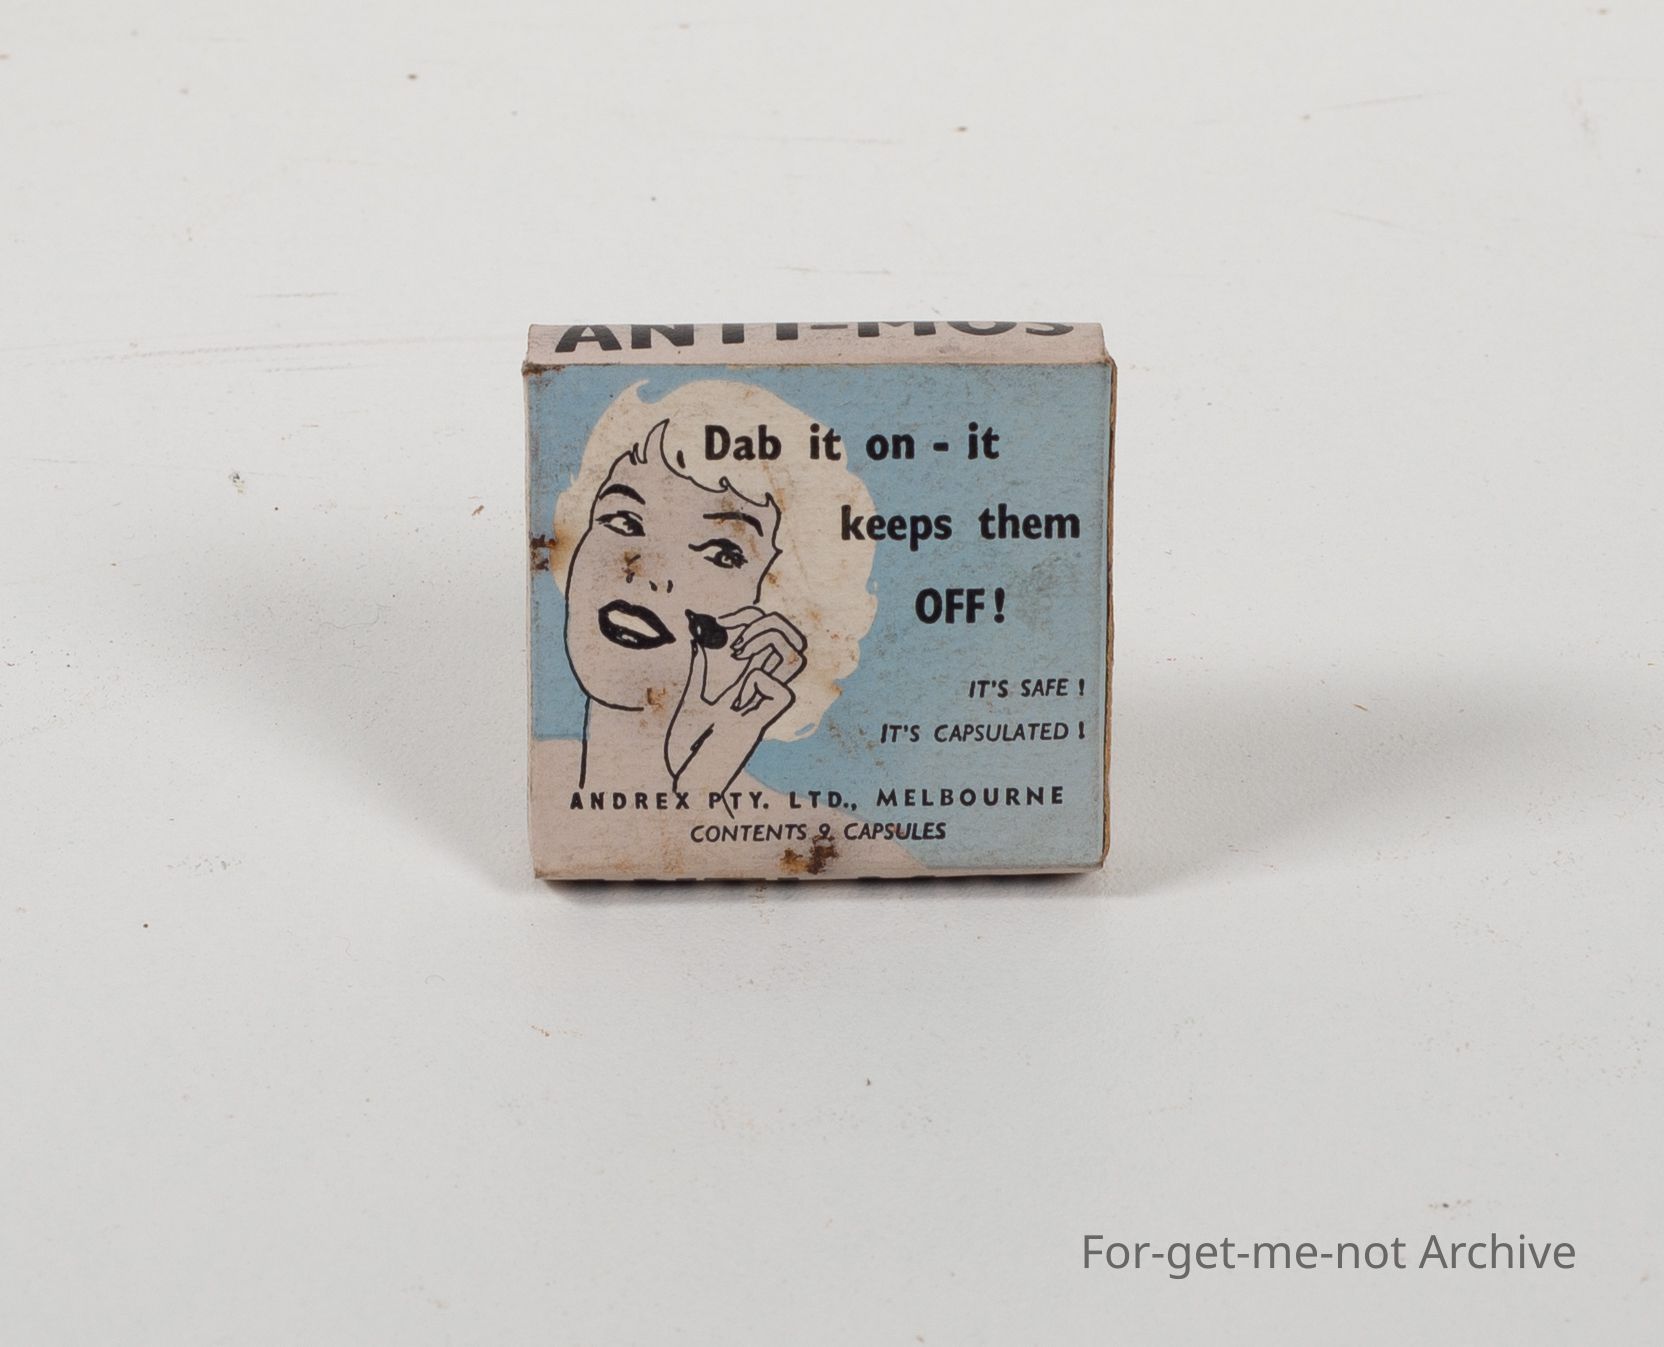 ANTI-MOS
Dab it on - it
keeps them
OFF!
IT'S SAFE !
IT'S CAPSULATED !
ANDREX PTY. LTD., MELBOURNE
CONTENTS 9 CAPSULES
For-get-me-not Archive